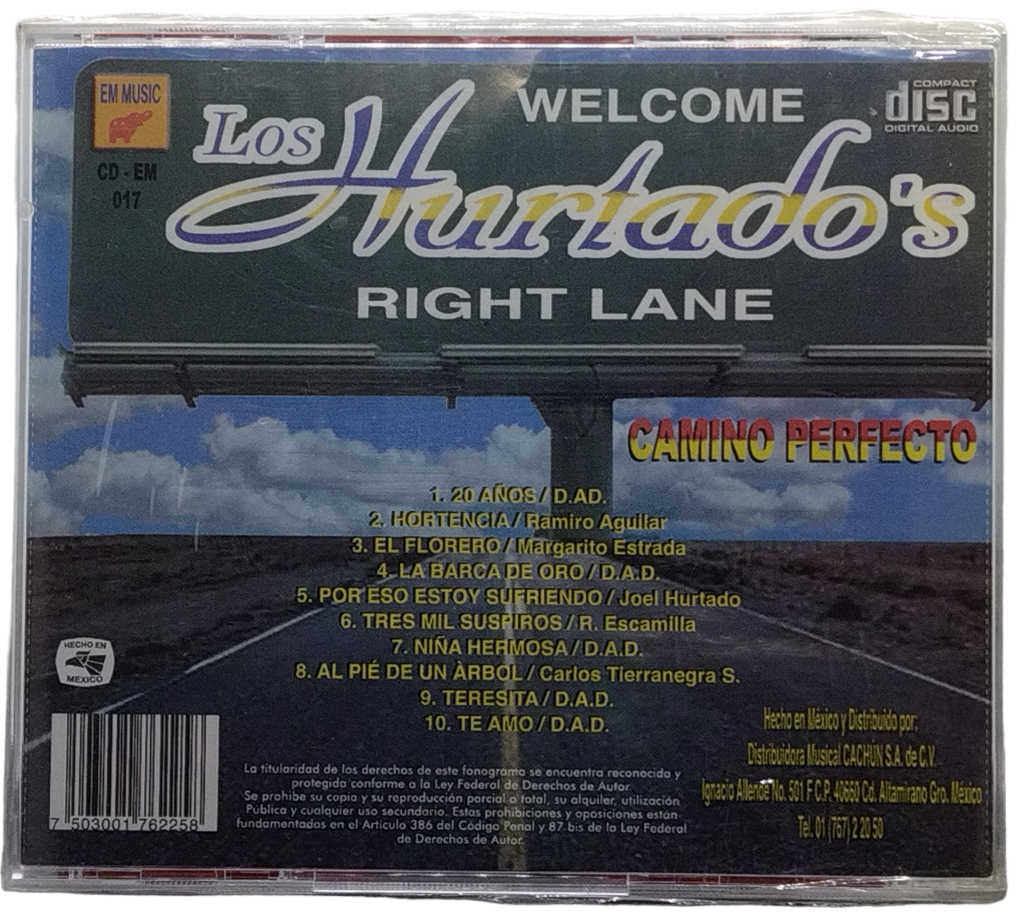 EM MUSIC
CD - EM
017
WELCOME
Los Hurtado's
RIGHT LANE
COMPACT
disc
DIGITAL AUDIO
CAMINO PERFECTO
1. 20 AÑOS / D.AD.
2. HORTENCIA / Ramiro Aguilar
3. EL FLORERO / Margarito Estrada
4. LA BARCA DE ORO / D.A.D.
5. POR ESO ESTOY SUFRIENDO / Joel Hurtado
6. TRES MIL SUSPIROS / R. Escamilla
7. NIÑA HERMOSA / D.A.D.
8. AL PIÉ DE UN ÀRBOL / Carlos Tierranegra S.
9. TERESITA / D.A.D.
10. TE AMO / D.A.D.
HECHO EN
MEXICO
7 503001 762258
La titularidad de los derechos de este fonograma se encuentra reconocida y
protegida conforme a la Ley Federal de Derechos de Autor.
Se prohibe su copia y su reproducción porcial o total, su alquiler, utilización
Pública y cualquier uso secundario. Estas prohibiciones y oposiciones están
fundamentados en el Articulo 386 del Código Penal y 87 bis de la Ley Federal
de Derechos de Autor.
Hecho en México y Distribuido por:
Distribuidora Musical CACHUN S.A. de C.V.
Ignacio Allende No. 501 F C.P. 40660 Cd. Altamirano Gro. México
Tel. 01 (767) 2 20 50